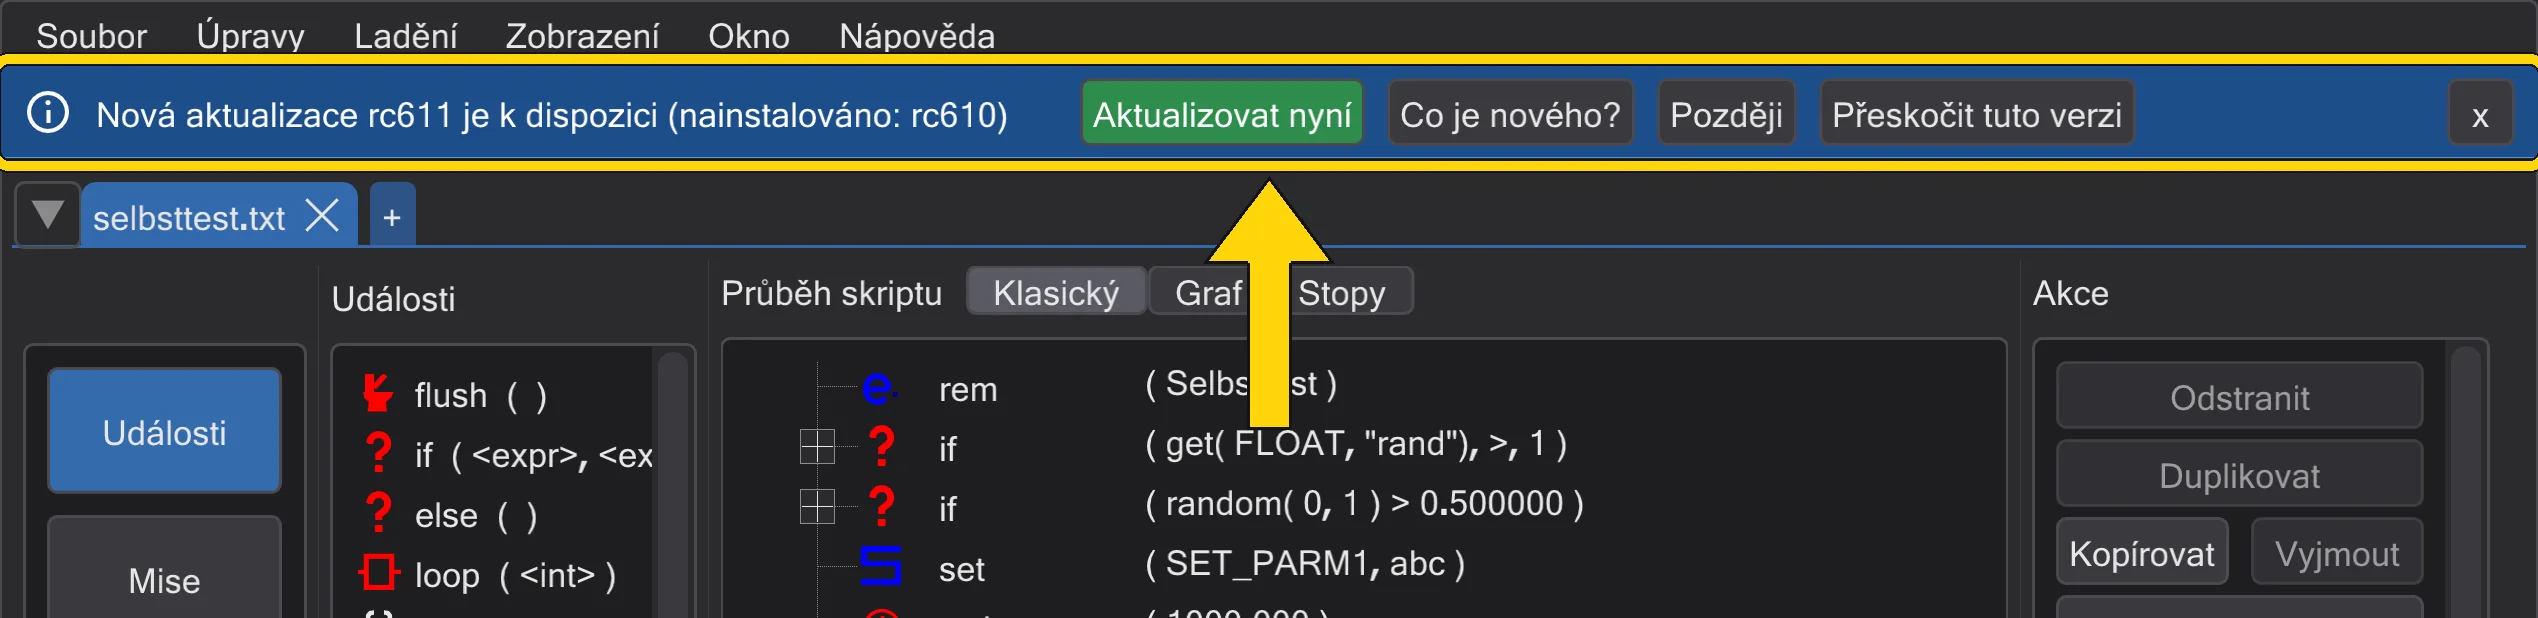 Soubor Úpravy Ladění Zobrazení Okno Nápověda
Nová aktualizace rc611 je k dispozici (nainstalováno: rc610) Aktualizovat nyní Co je nového? Později Přeskočit tuto verzi x
selbsttest.txt +
Události
Mise
Události
flush ( )
if ( <expr>, <ex
else ( )
loop ( <int> )
Průběh skriptu Klasický Graf Stopy
rem
if ( get( FLOAT, "rand"), >, 1 )
if ( random( 0, 1 ) > 0.500000 )
set ( SET_PARM1, abc )
Akce
Odstranit
Duplikovat
Kopírovat Vyjmout